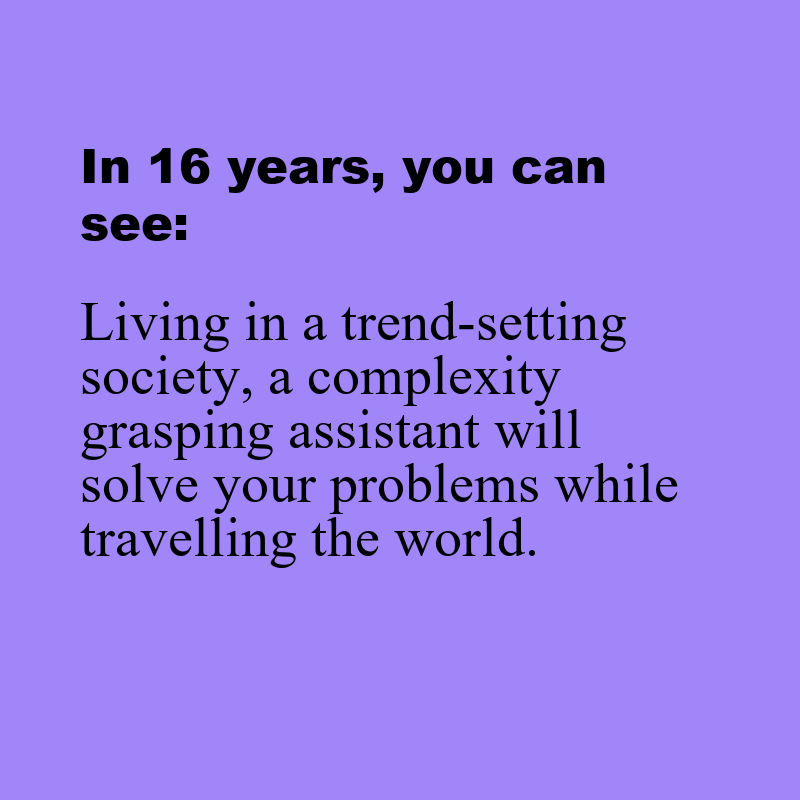 In 16 years, you can
see:
Living in a trend-setting
society, a complexity
grasping assistant will
solve your problems while
travelling the world.